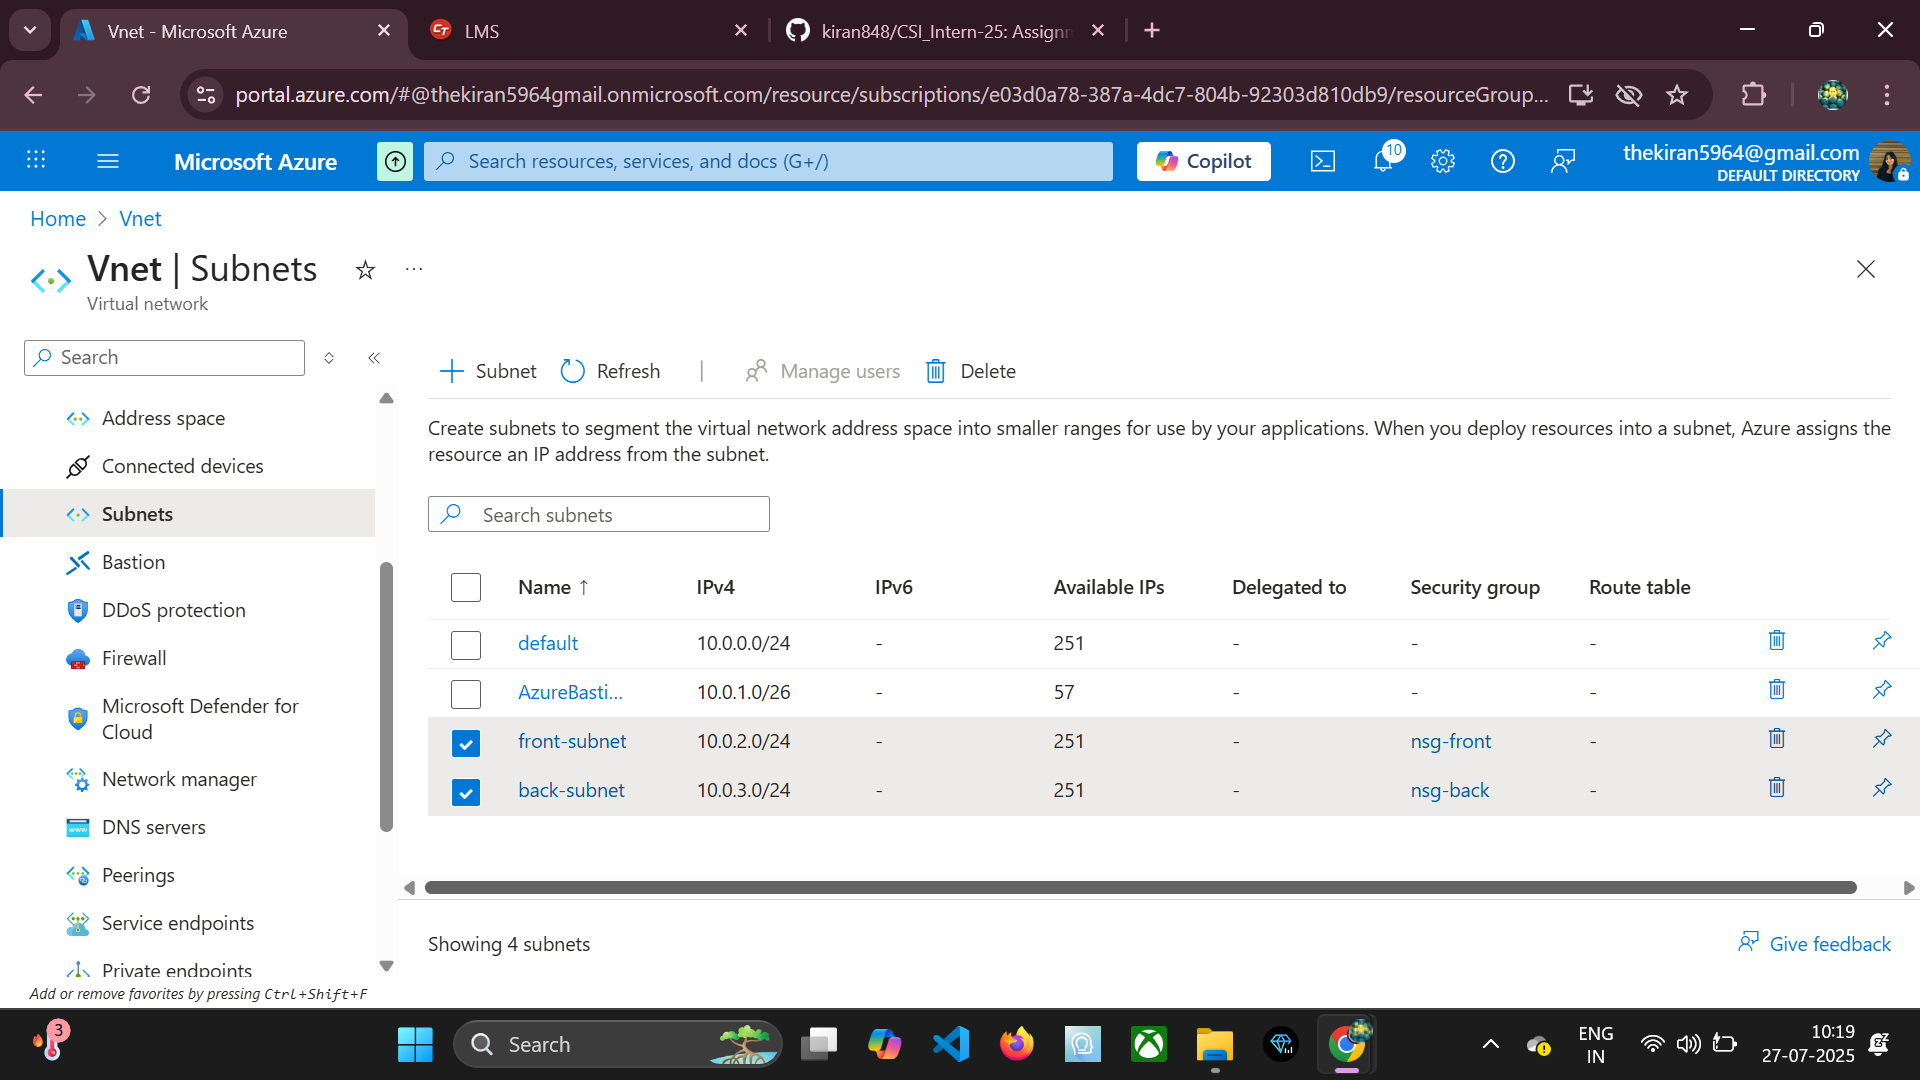 Vnet - Microsoft Azure
LMS
kiran848/CSI_Intern-25: Assignm
portal.azure.com/#@thekiran5964gmail.onmicrosoft.com/resource/subscriptions/e03d0a78-387a-4dc7-804b-92303d810db9/resourceGroup...
Microsoft Azure
Search resources, services, and docs (G+/)
Copilot
10
thekiran5964@gmail.com
DEFAULT DIRECTORY
Home > Vnet
Vnet | Subnets
Virtual network
Search
Address space
Connected devices
Subnets
Bastion
DDoS protection
Firewall
Microsoft Defender for
Cloud
Network manager
DNS servers
Peerings
Service endpoints
Private endpoints
Add or remove favorites by pressing Ctrl+Shift+F
Subnet Refresh | Manage users Delete
Create subnets to segment the virtual network address space into smaller ranges for use by your applications. When you deploy resources into a subnet, Azure assigns the
resource an IP address from the subnet.
Search subnets
Name ↑ IPv4 IPv6 Available IPs Delegated to Security group Route table
default 10.0.0.0/24 - 251 - - -
AzureBasti... 10.0.1.0/26 - 57 - - -
front-subnet 10.0.2.0/24 - 251 - nsg-front -
back-subnet 10.0.3.0/24 - 251 - nsg-back -
Showing 4 subnets
Give feedback
3
Search
ENG
IN
10:19
27-07-2025